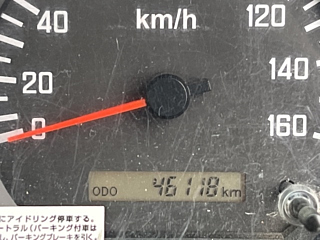 40 km/h 120
20 140
0 160
ODO 46118 km
にアイドリング停車する。
ートラル(パーキング付車は
、パーキングブレーキを引く。